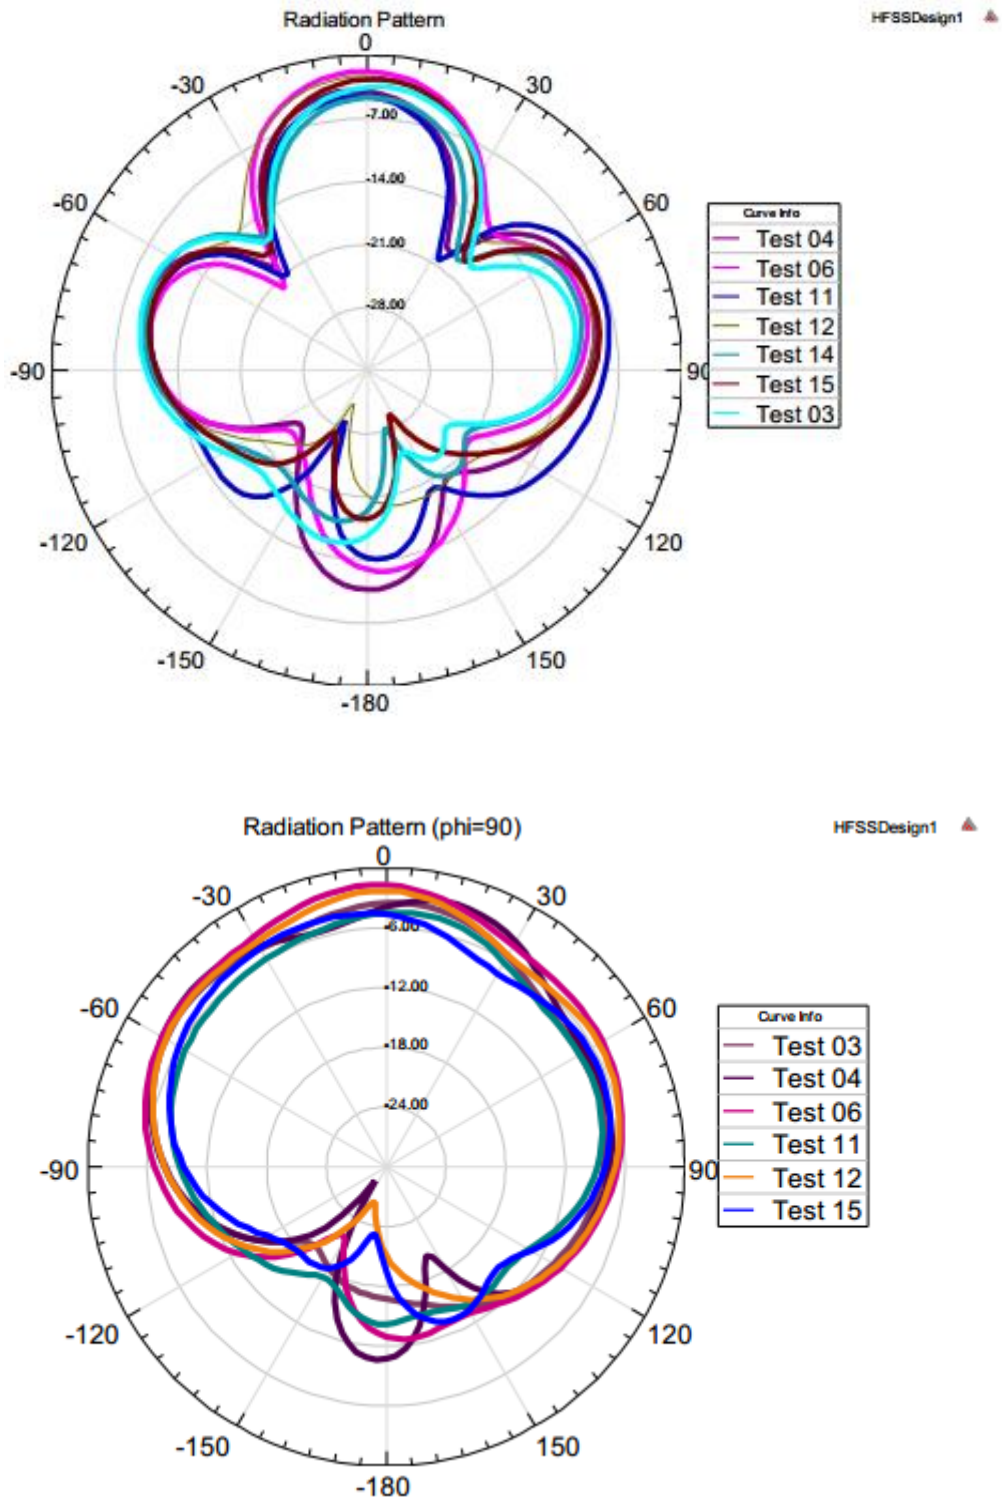 Radiation Pattern
HFSSDesign1
0
-30
30
-7.00
-14.00
-60
60
-21.00
-28.00
Curve Info
Test 04
Test 06
Test 11
Test 12
Test 14
Test 15
Test 03
-90
90
-120
120
-150
150
-180
Radiation Pattern (phi=90)
HFSSDesign1
0
-30
30
-6.00
-12.00
-60
60
-18.00
-24.00
Curve Info
Test 03
Test 04
Test 06
Test 11
Test 12
Test 15
-90
90
-120
120
-150
150
-180